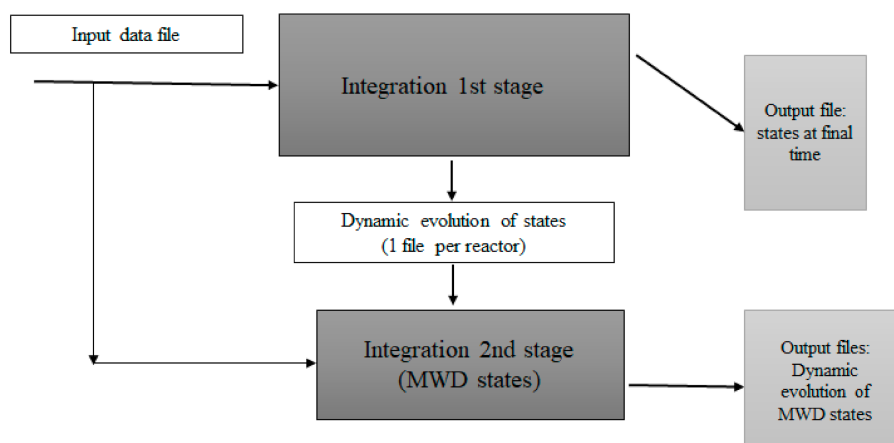 Input data file
Integration 1st stage
Output file:
states at final
time
Dynamic evolution of states
(1 file per reactor)
Integration 2nd stage
(MWD states)
Output files:
Dynamic
evolution of
MWD states